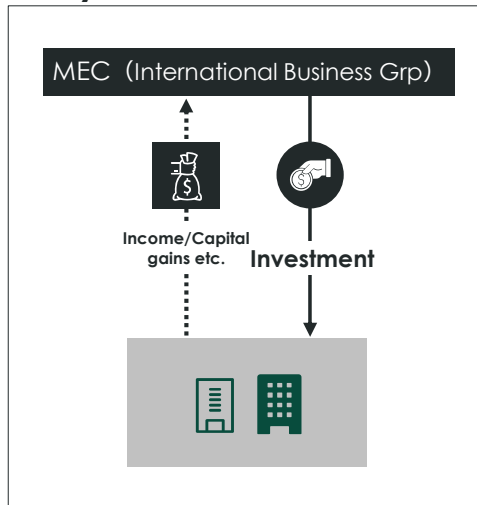 MEC（International Business Grp）
Income/Capital
gains etc.
Investment